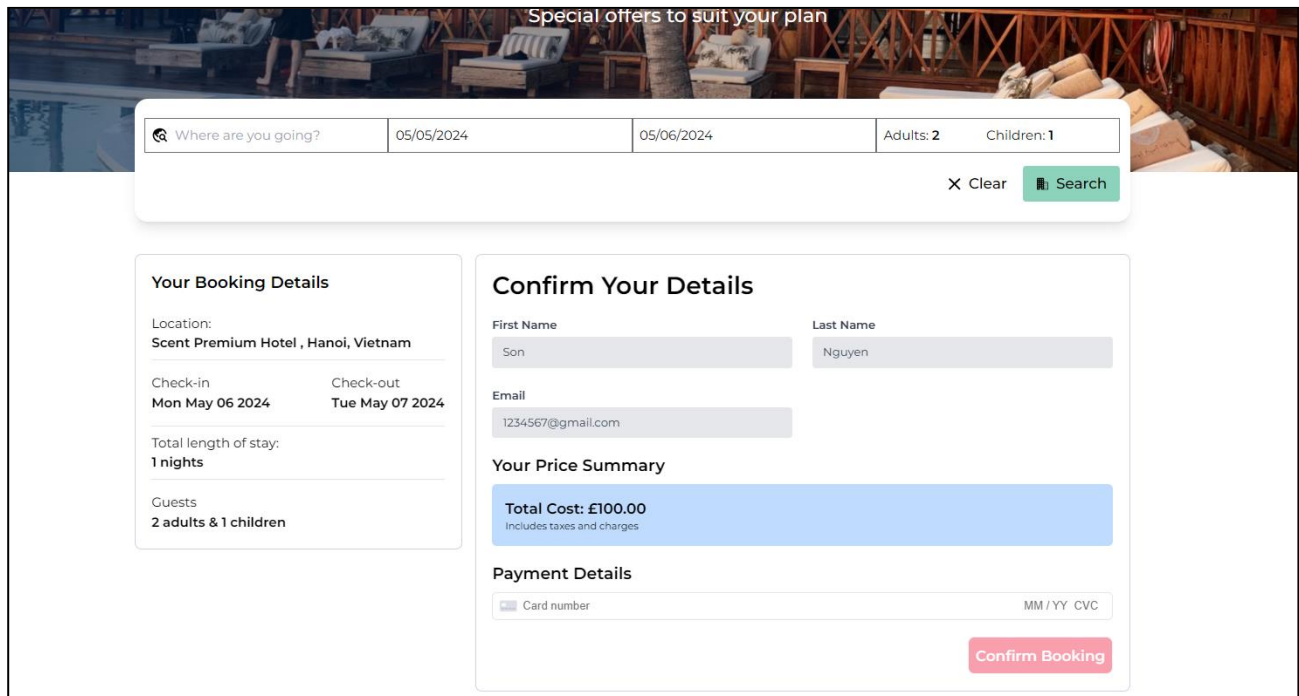 Special offers to suit your plan
Where are you going? 05/05/2024 05/06/2024 Adults: 2 Children: 1
Clear Search
Your Booking Details
Location:
Scent Premium Hotel , Hanoi, Vietnam
Check-in Check-out
Mon May 06 2024 Tue May 07 2024
Total length of stay:
1 nights
Guests
2 adults & 1 children
Confirm Your Details
First Name Last Name
Son Nguyen
Email
1234567@gmail.com
Your Price Summary
Total Cost: £100.00
Includes taxes and charges
Payment Details
Card number MM / YY CVC
Confirm Booking